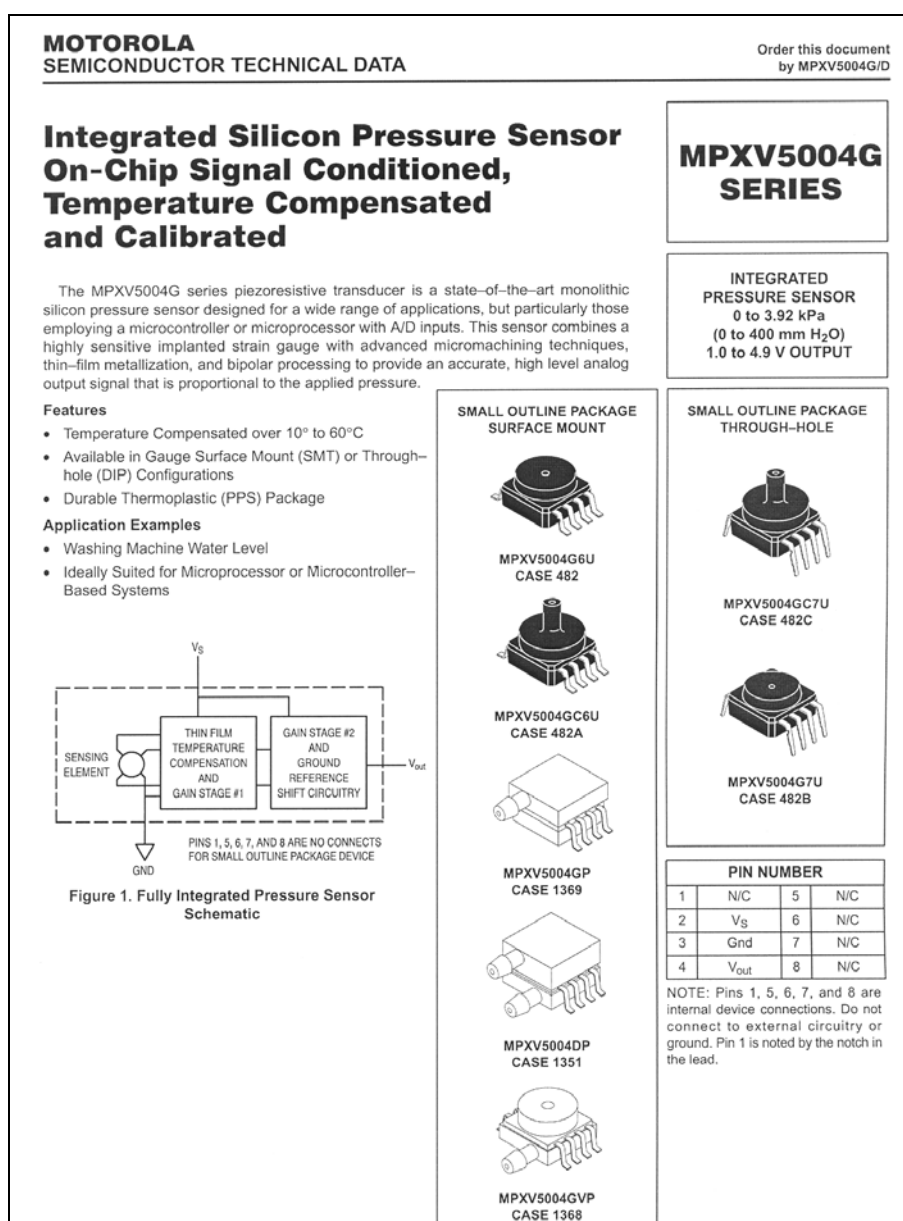 MOTOROLA
SEMICONDUCTOR TECHNICAL DATA
Order this document
by MPXV5004G/D
Integrated Silicon Pressure Sensor
On-Chip Signal Conditioned,
Temperature Compensated
and Calibrated
The MPXV5004G series piezoresistive transducer is a state–of–the–art monolithic
silicon pressure sensor designed for a wide range of applications, but particularly those
employing a microcontroller or microprocessor with A/D inputs. This sensor combines a
highly sensitive implanted strain gauge with advanced micromachining techniques,
thin–film metallization, and bipolar processing to provide an accurate, high level analog
output signal that is proportional to the applied pressure.
Features
• Temperature Compensated over 10° to 60°C
• Available in Gauge Surface Mount (SMT) or Through–
hole (DIP) Configurations
• Durable Thermoplastic (PPS) Package
Application Examples
• Washing Machine Water Level
• Ideally Suited for Microprocessor or Microcontroller–
Based Systems
VS
SENSING
ELEMENT
THIN FILM
TEMPERATURE
COMPENSATION
AND
GAIN STAGE #1
GAIN STAGE #2
AND
GROUND
REFERENCE
SHIFT CIRCUITRY
Vout
GND
PINS 1, 5, 6, 7, AND 8 ARE NO CONNECTS
FOR SMALL OUTLINE PACKAGE DEVICE
Figure 1. Fully Integrated Pressure Sensor
Schematic
SMALL OUTLINE PACKAGE
SURFACE MOUNT
MPXV5004G6U
CASE 482
MPXV5004GC6U
CASE 482A
MPXV5004GP
CASE 1369
MPXV5004DP
CASE 1351
MPXV5004GVP
CASE 1368
MPXV5004G
SERIES
INTEGRATED
PRESSURE SENSOR
0 to 3.92 kPa
(0 to 400 mm H2O)
1.0 to 4.9 V OUTPUT
SMALL OUTLINE PACKAGE
THROUGH–HOLE
MPXV5004GC7U
CASE 482C
MPXV5004G7U
CASE 482B
PIN NUMBER
1 N/C 5 N/C
2 VS 6 N/C
3 Gnd 7 N/C
4 Vout 8 N/C
NOTE: Pins 1, 5, 6, 7, and 8 are
internal device connections. Do not
connect to external circuitry or
ground. Pin 1 is noted by the notch in
the lead.